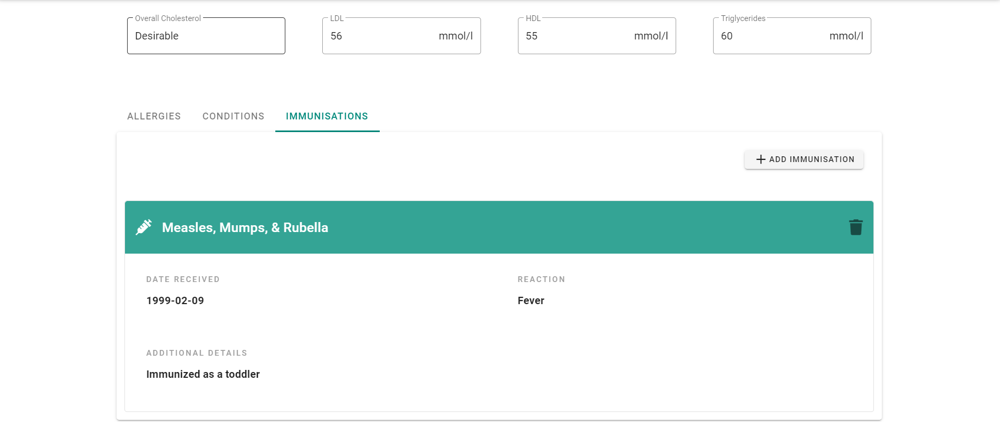 Overall Cholesterol LDL HDL Triglycerides
Desirable 56 mmol/l 55 mmol/l 60 mmol/l
ALLERGIES CONDITIONS IMMUNISATIONS
ADD IMMUNISATION
Measles, Mumps, & Rubella
DATE RECEIVED REACTION
1999-02-09 Fever
ADDITIONAL DETAILS
Immunized as a toddler